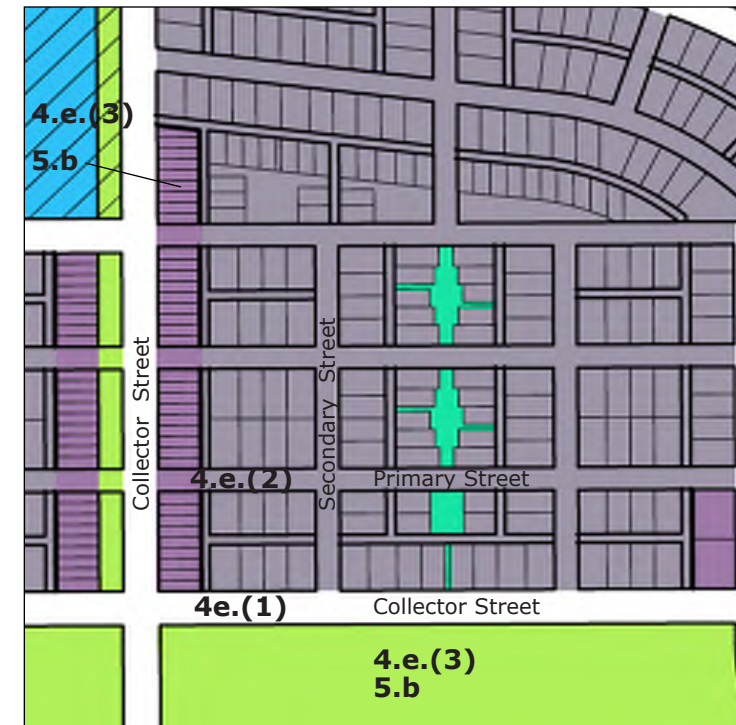 4.e.(3)
5.b
Collector Street
Secondary Street
4.e.(2)
Primary Street
4e.(1)
Collector Street
4.e.(3)
5.b